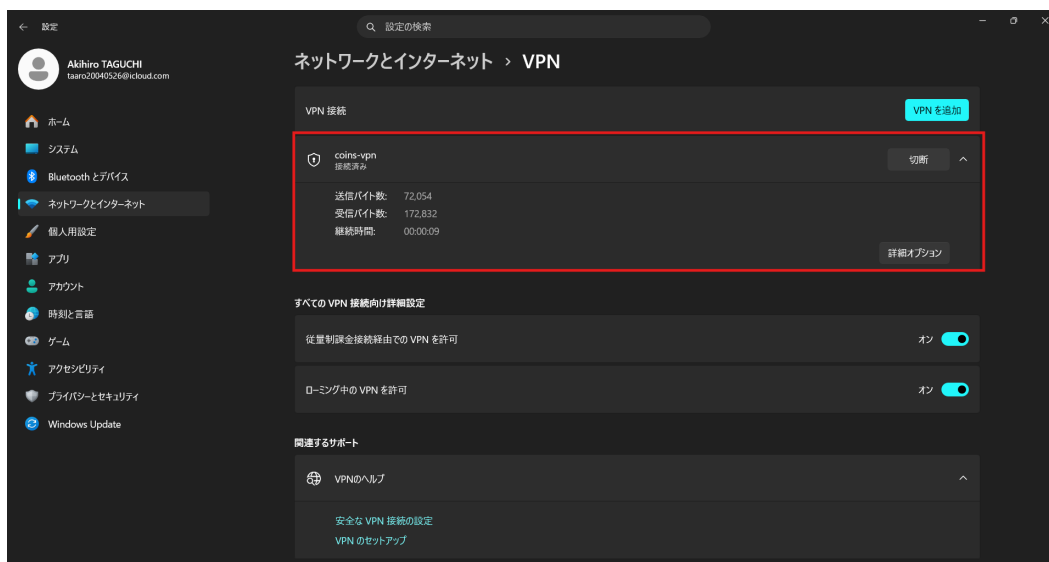 ← 設定
設定の検索
Akihiro TAGUCHI
taaro20040526@icloud.com
ホーム
システム
Bluetooth とデバイス
ネットワークとインターネット
個人用設定
アプリ
アカウント
時刻と言語
ゲーム
アクセシビリティ
プライバシーとセキュリティ
Windows Update
ネットワークとインターネット › VPN
VPN 接続
VPN を追加
coins-vpn
接続済み
切断
送信バイト数: 72,054
受信バイト数: 172,832
継続時間: 00:00:09
詳細オプション
すべての VPN 接続向け詳細設定
従量制課金接続経由での VPN を許可
オン
ローミング中の VPN を許可
オン
関連するサポート
VPNのヘルプ
安全な VPN 接続の設定
VPN のセットアップ